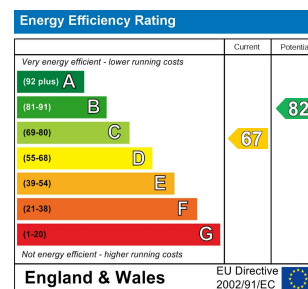 Energy Efficiency Rating
Current Potentia
Very energy efficient - lower running costs
(92 plus) A
(81-91) B
82
(69-80) C
67
(55-68) D
(39-54) E
(21-38) F
(1-20) G
Not energy efficient - higher running costs
England & Wales
EU Directive
2002/91/EC